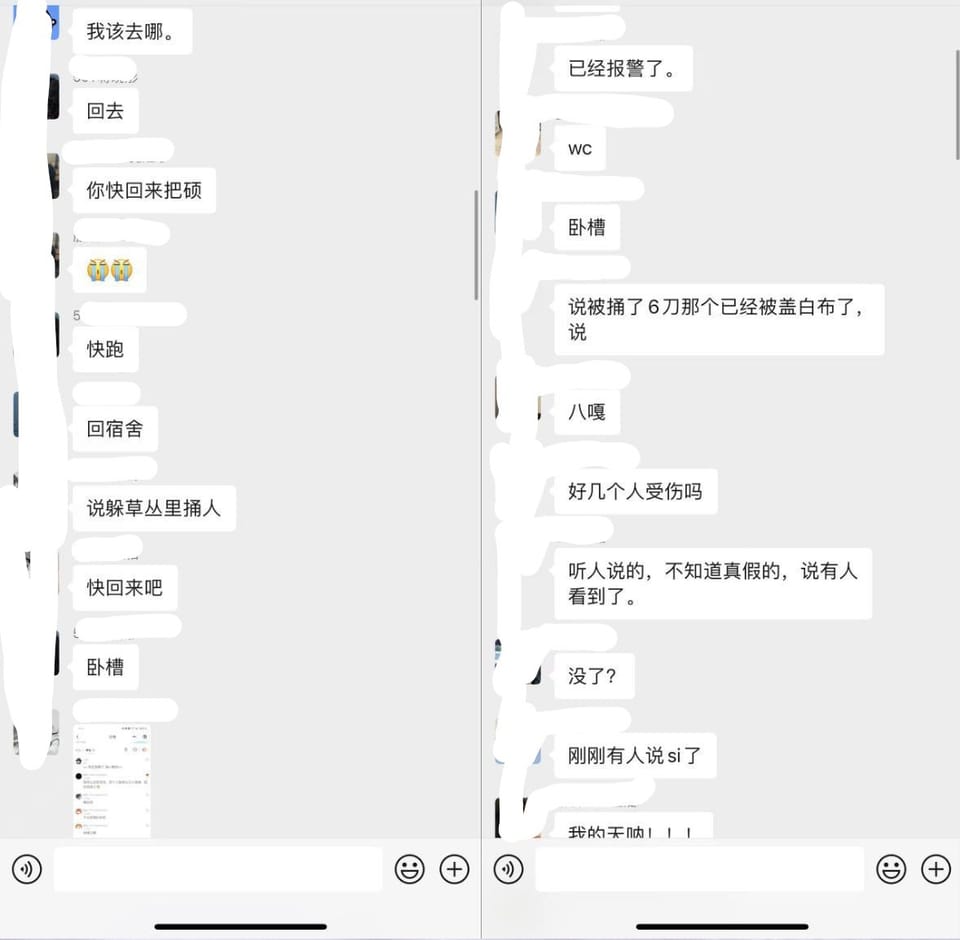 我该去哪。
回去
你快回来把硕
😭😭
5
快跑
回宿舍
说躲草丛里捅人
快回来吧
卧槽
已经报警了。
wc
卧槽
说被捅了6刀那个已经被盖白布了，
说
八嘎
好几个人受伤吗
听人说的，不知道真假的，说有人
看到了。
没了?
刚刚有人说si了
我的天呐！！！